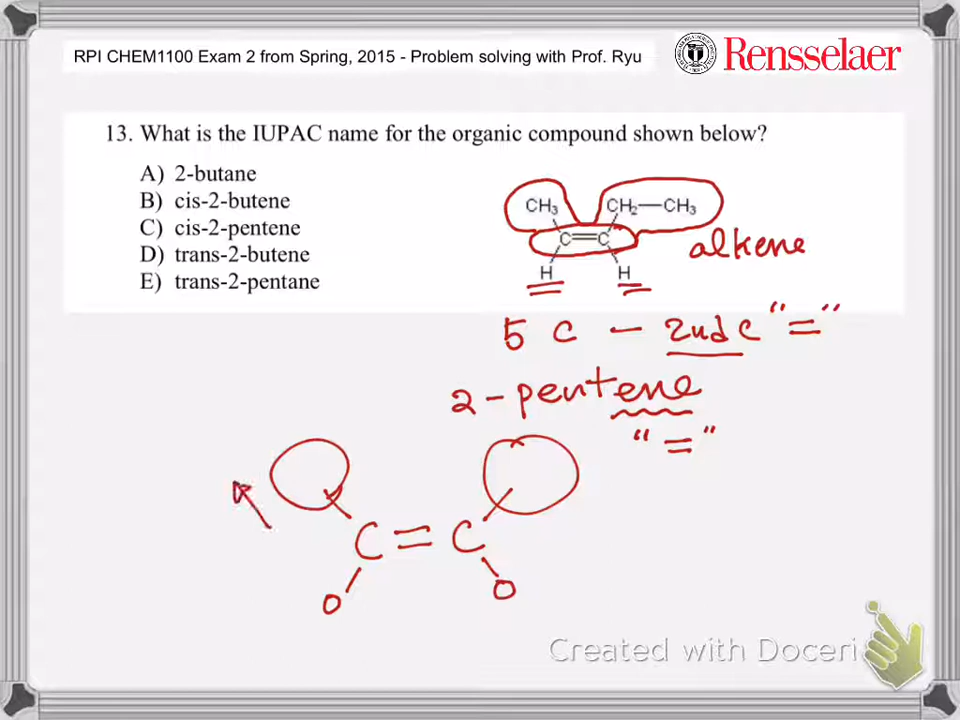 RPI CHEM1100 Exam 2 from Spring, 2015 - Problem solving with Prof. Ryu
Rensselaer
13. What is the IUPAC name for the organic compound shown below?
A) 2-butane
B) cis-2-butene
C) cis-2-pentene
D) trans-2-butene
E) trans-2-pentane
CH₃ CH₂—CH₃
C=C
H H
alkene
5 C — 2nd C "="
2-pentene
"="
C=C
Created with Doceri